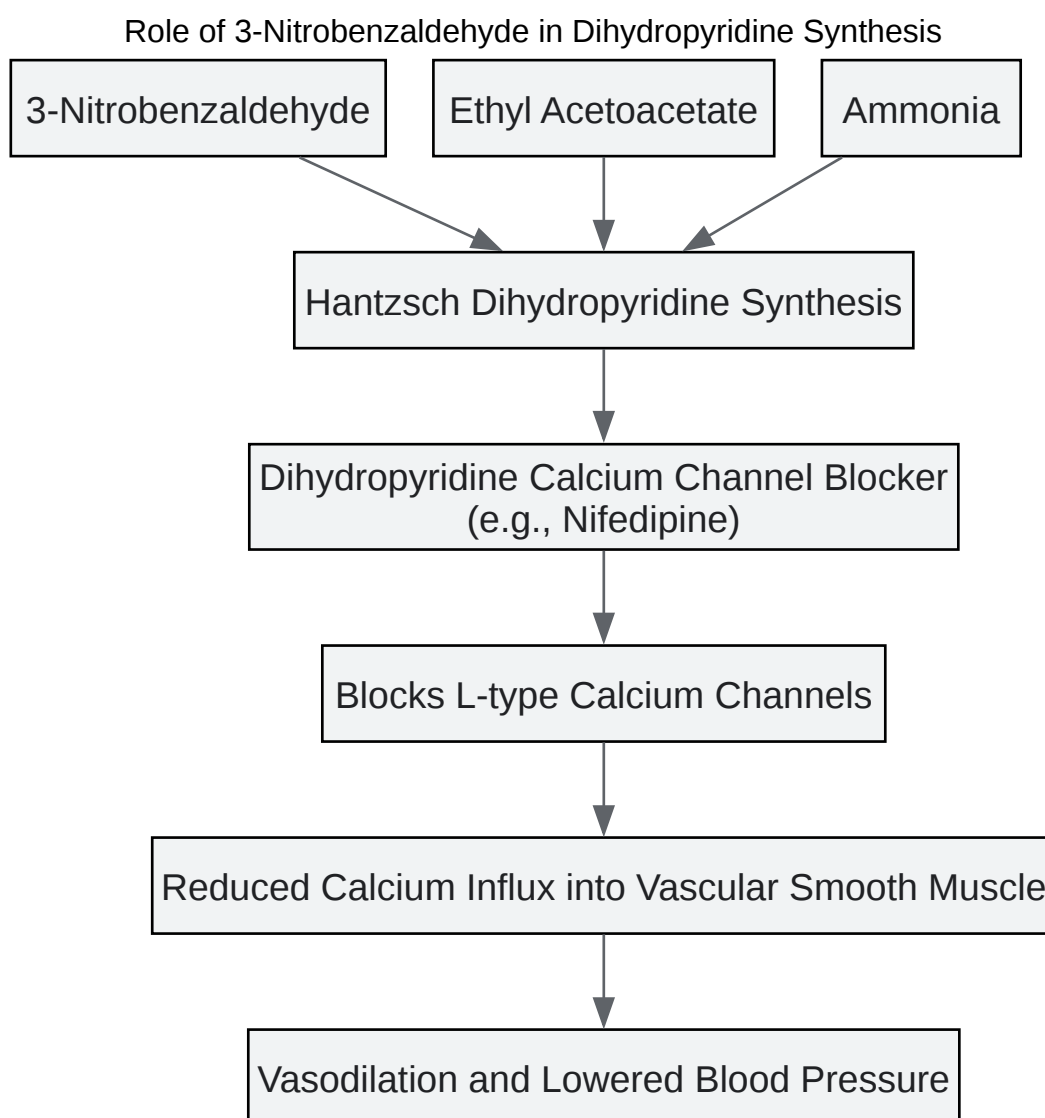 Role of 3-Nitrobenzaldehyde in Dihydropyridine Synthesis
3-Nitrobenzaldehyde
Ethyl Acetoacetate
Ammonia
Hantzsch Dihydropyridine Synthesis
Dihydropyridine Calcium Channel Blocker
(e.g., Nifedipine)
Blocks L-type Calcium Channels
Reduced Calcium Influx into Vascular Smooth Muscle
Vasodilation and Lowered Blood Pressure